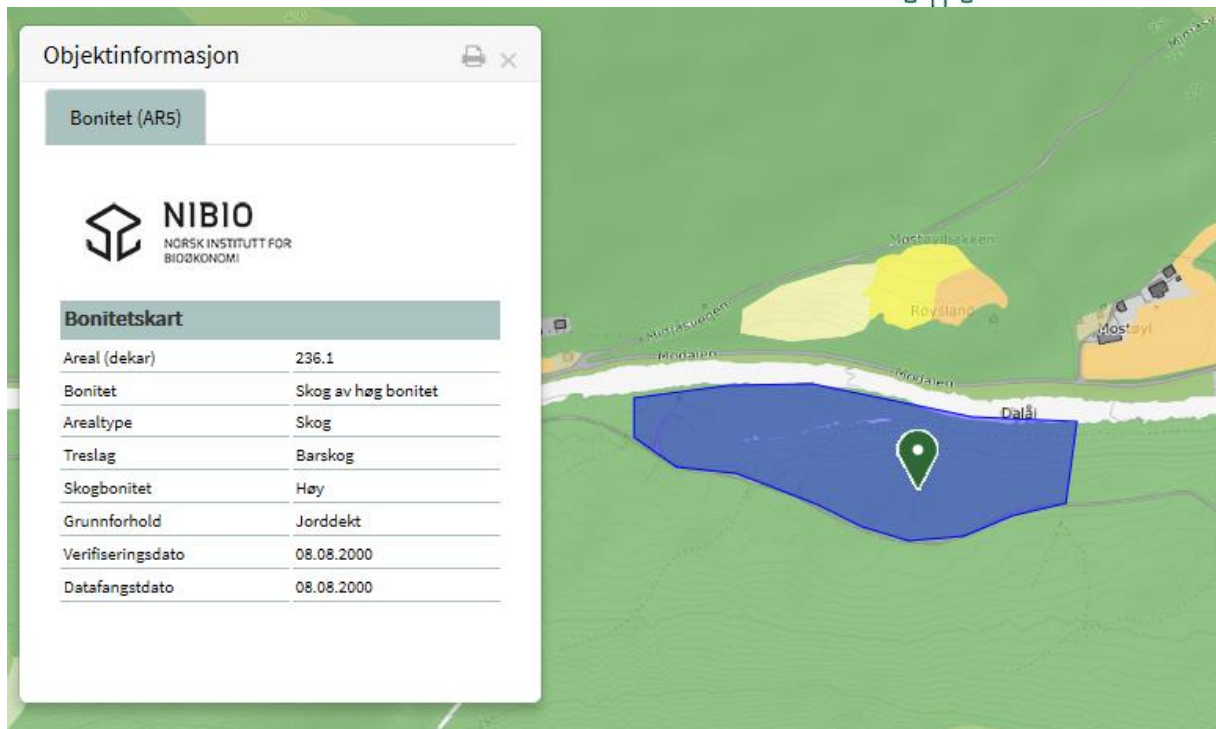 Objektinformasjon
Bonitet (AR5)
NIBIO
NORSK INSTITUTT FOR
BIOØKONOMI
Bonitetskart
Areal (dekar) 236.1
Bonitet Skog av høg bonitet
Arealtype Skog
Treslag Barskog
Skogbonitet Høy
Grunnforhold Jorddekt
Verifiseringsdato 08.08.2000
Datafangstdato 08.08.2000
Mostøylbekken
Røysland
Mostøyl
Modalen
Modalen
Dalåi